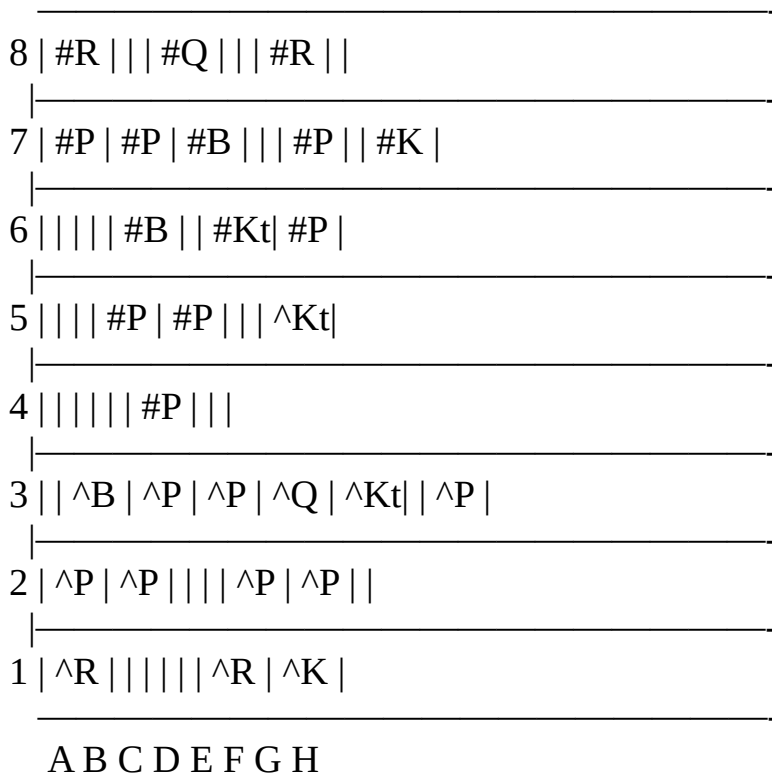 8 | #R | | | #Q | | | #R | |
7 | #P | #P | #B | | | #P | | #K |
6 | | | | | #B | | #Kt| #P |
5 | | | | #P | #P | | | ^Kt|
4 | | | | | | #P | | |
3 | | ^B | ^P | ^P | ^Q | ^Kt| | ^P |
2 | ^P | ^P | | | | ^P | ^P | |
1 | ^R | | | | | | ^R | ^K |
A B C D E F G H